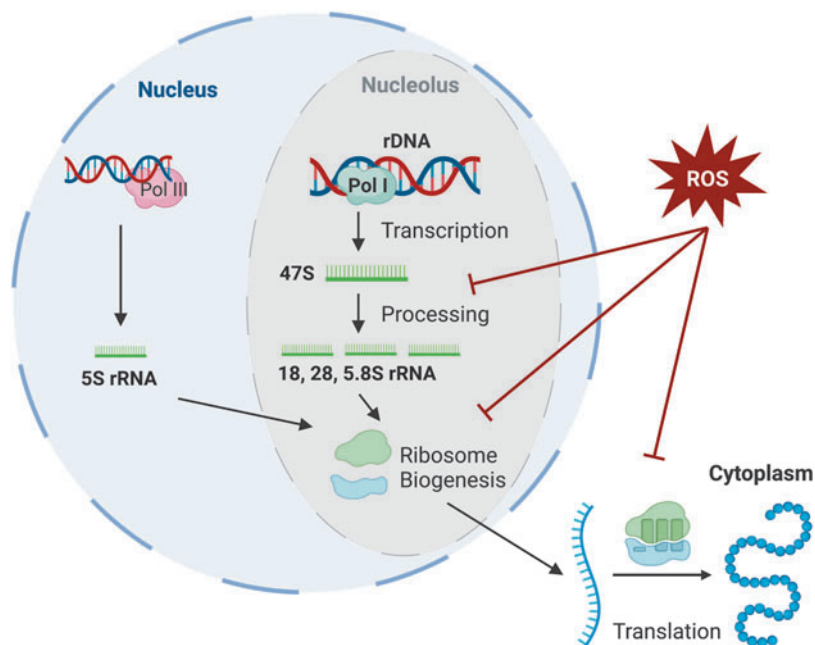 Nucleus
Nucleolus
rDNA
Pol III
Pol I
ROS
Transcription
47S
Processing
5S rRNA
18, 28, 5.8S rRNA
Ribosome
Biogenesis
Cytoplasm
Translation